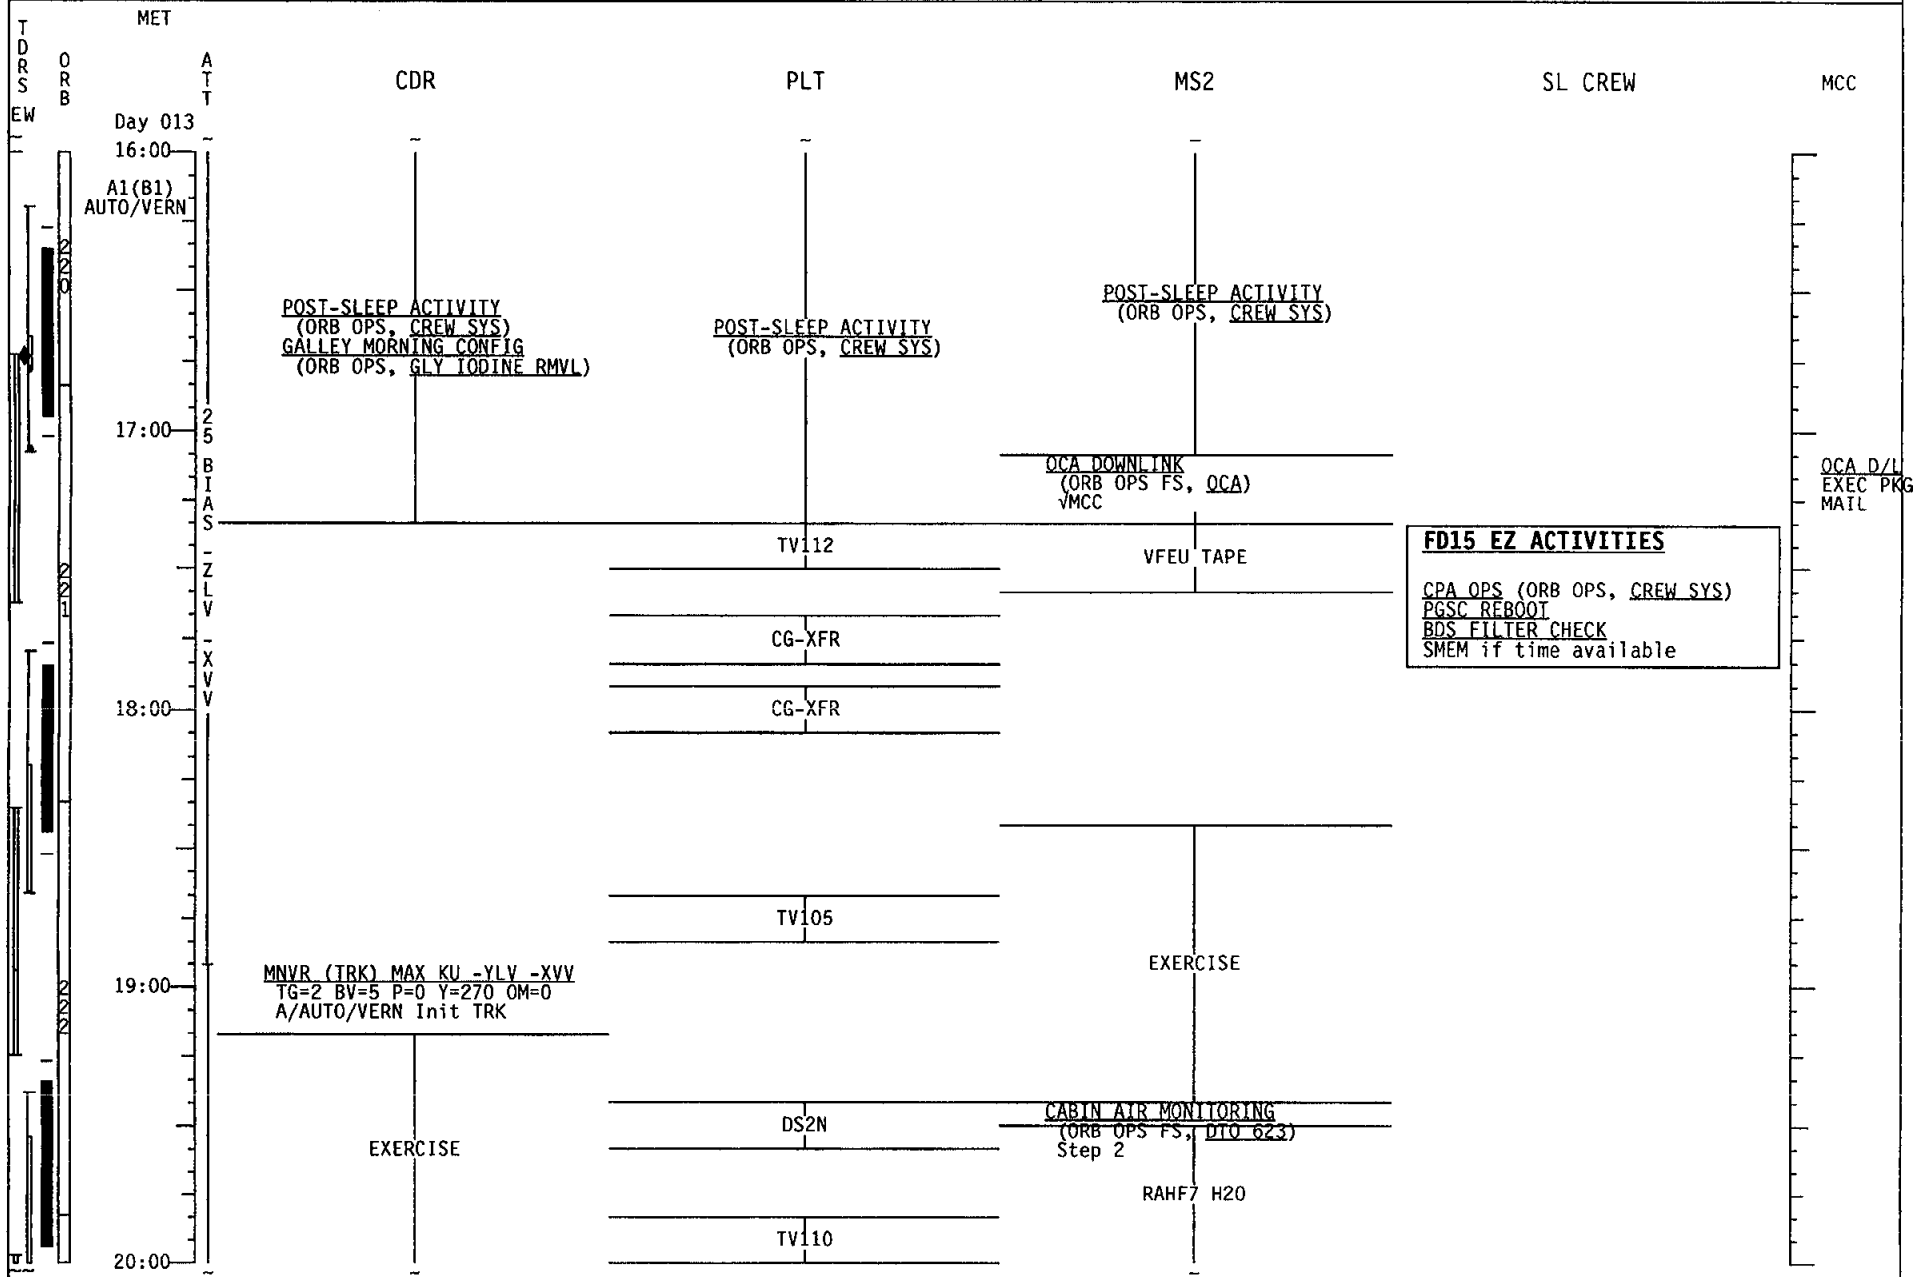 MET
TDRS
ORB
ATT
CDR
PLT
MS2
SL CREW
MCC
EW
Day 013
16:00
A1(B1)
AUTO/VERN
220
POST-SLEEP ACTIVITY
(ORB OPS, CREW SYS)
GALLEY MORNING CONFIG
(ORB OPS, GLY IODINE RMVL)
POST-SLEEP ACTIVITY
(ORB OPS, CREW SYS)
POST-SLEEP ACTIVITY
(ORB OPS, CREW SYS)
25 BIAS -ZLV -XVV
17:00
OCA DOWNLINK
(ORB OPS FS, OCA)
√MCC
OCA D/L
EXEC PKG
MAIL
TV112
VFEU TAPE
FD15 EZ ACTIVITIES
CPA OPS (ORB OPS, CREW SYS)
PGSC REBOOT
BDS FILTER CHECK
SMEM if time available
221
CG-XFR
18:00
CG-XFR
TV105
EXERCISE
MNVR (TRK) MAX KU -YLV -XVV
TG=2 BV=5 P=0 Y=270 OM=0
A/AUTO/VERN Init TRK
19:00
222
DS2N
CABIN AIR MONITORING
(ORB OPS FS, DTO 623)
Step 2
EXERCISE
RAHF7 H2O
TV110
20:00